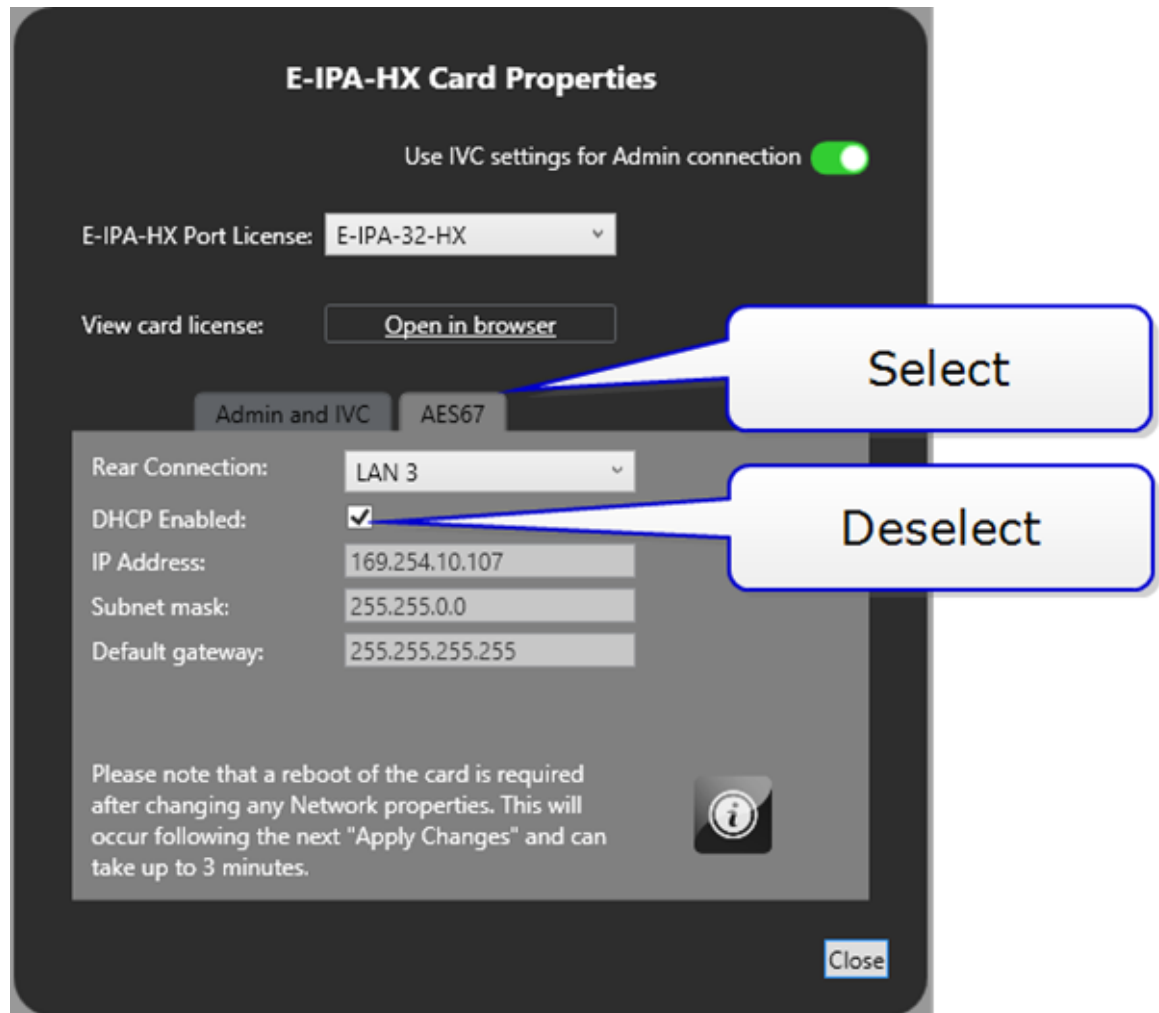 E-IPA-HX Card Properties
Use IVC settings for Admin connection
E-IPA-HX Port License: E-IPA-32-HX
View card license: Open in browser
Select
Admin and IVC AES67
Rear Connection: LAN 3
DHCP Enabled:
Deselect
IP Address: 169.254.10.107
Subnet mask: 255.255.0.0
Default gateway: 255.255.255.255
Please note that a reboot of the card is required
after changing any Network properties. This will
occur following the next "Apply Changes" and can
take up to 3 minutes.
i
Close